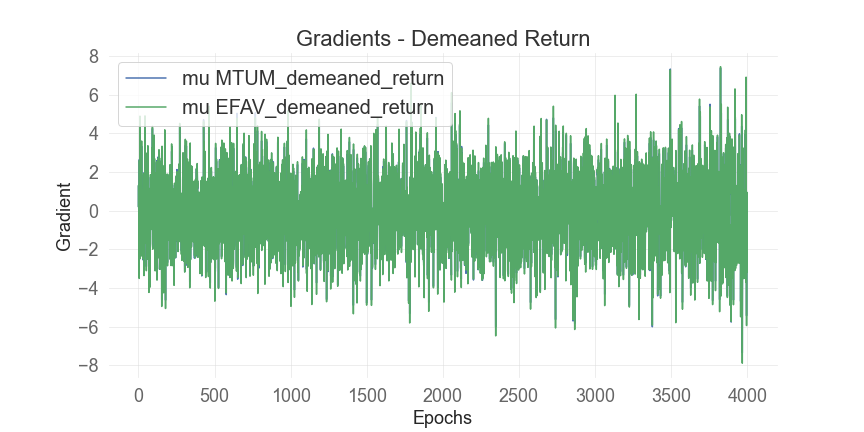 Gradients - Demeaned Return
8
6
4
2
0
−2
−4
−6
−8
Gradient
mu MTUM_demeaned_return
mu EFAV_demeaned_return
0 500 1000 1500 2000 2500 3000 3500 4000
Epochs